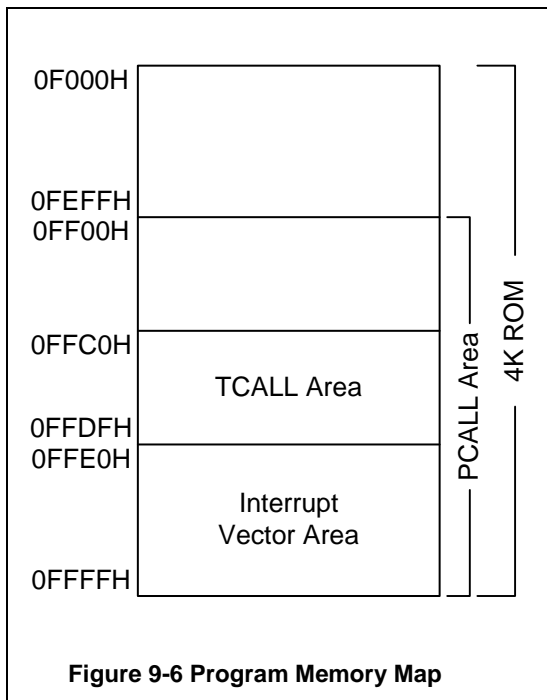 0F000H
0FEFFH
0FF00H
0FFC0H
TCALL Area
0FFDFH
0FFE0H
Interrupt
Vector Area
0FFFFH
PCALL Area
4K ROM
Figure 9-6 Program Memory Map